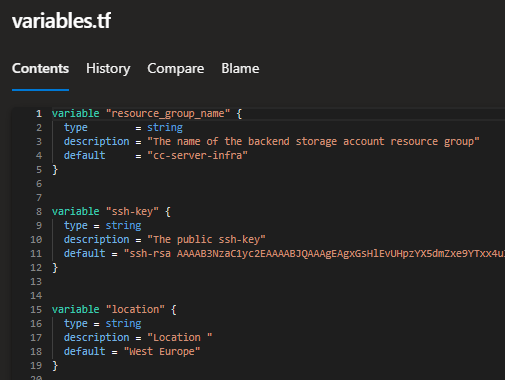 variables.tf
Contents History Compare Blame
1 variable "resource_group_name" {
2 type = string
3 description = "The name of the backend storage account resource group"
4 default = "cc-server-infra"
5 }
6
7
8 variable "ssh-key" {
9 type = string
10 description = "The public ssh-key"
11 default = "ssh-rsa
12 }
13
14
15 variable "location" {
16 type = string
17 description = "Location "
18 default = "West Europe"
19 }
20